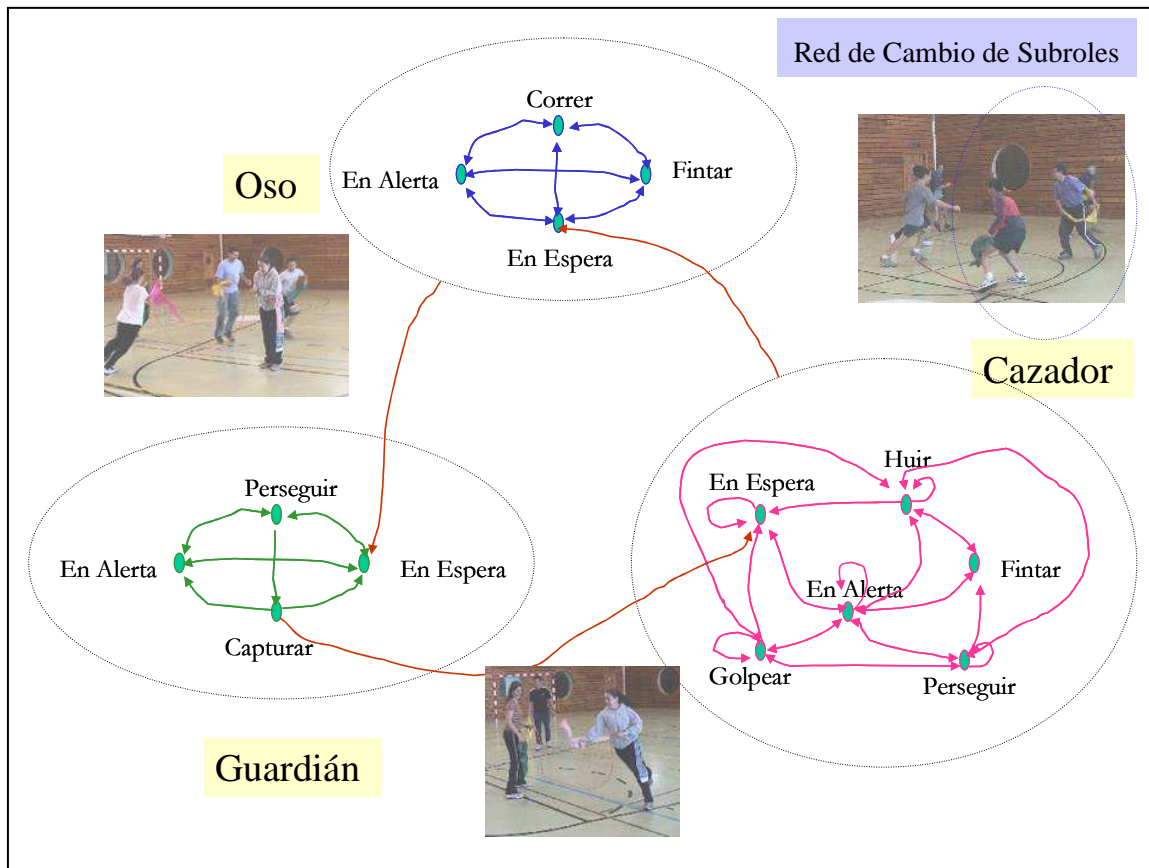 Red de Cambio de Subroles
Correr
En Alerta
Fintar
En Espera
Oso
Cazador
Perseguir
En Alerta
En Espera
Capturar
Huir
En Espera
Fintar
En Alerta
Golpear
Perseguir
Guardián